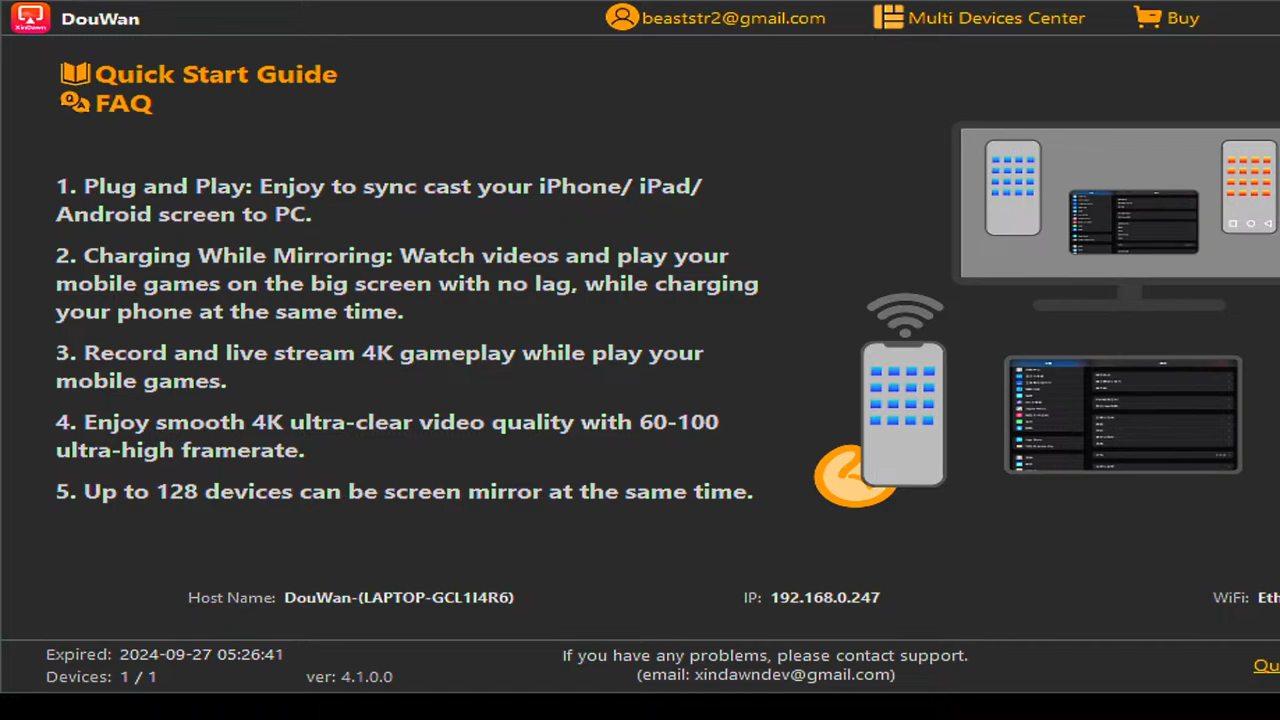 DouWan
beaststr2@gmail.com
Multi Devices Center
Buy
XinDawn
Quick Start Guide
FAQ
1. Plug and Play: Enjoy to sync cast your iPhone/ iPad/
Android screen to PC.
2. Charging While Mirroring: Watch videos and play your
mobile games on the big screen with no lag, while charging
your phone at the same time.
3. Record and live stream 4K gameplay while play your
mobile games.
4. Enjoy smooth 4K ultra-clear video quality with 60-100
ultra-high framerate.
5. Up to 128 devices can be screen mirror at the same time.
Host Name: DouWan-(LAPTOP-GCL1I4R6)
IP: 192.168.0.247
WiFi: Eth
Expired: 2024-09-27 05:26:41
If you have any problems, please contact support.
Qu
Devices: 1 / 1
ver: 4.1.0.0
(email: xindawndev@gmail.com)